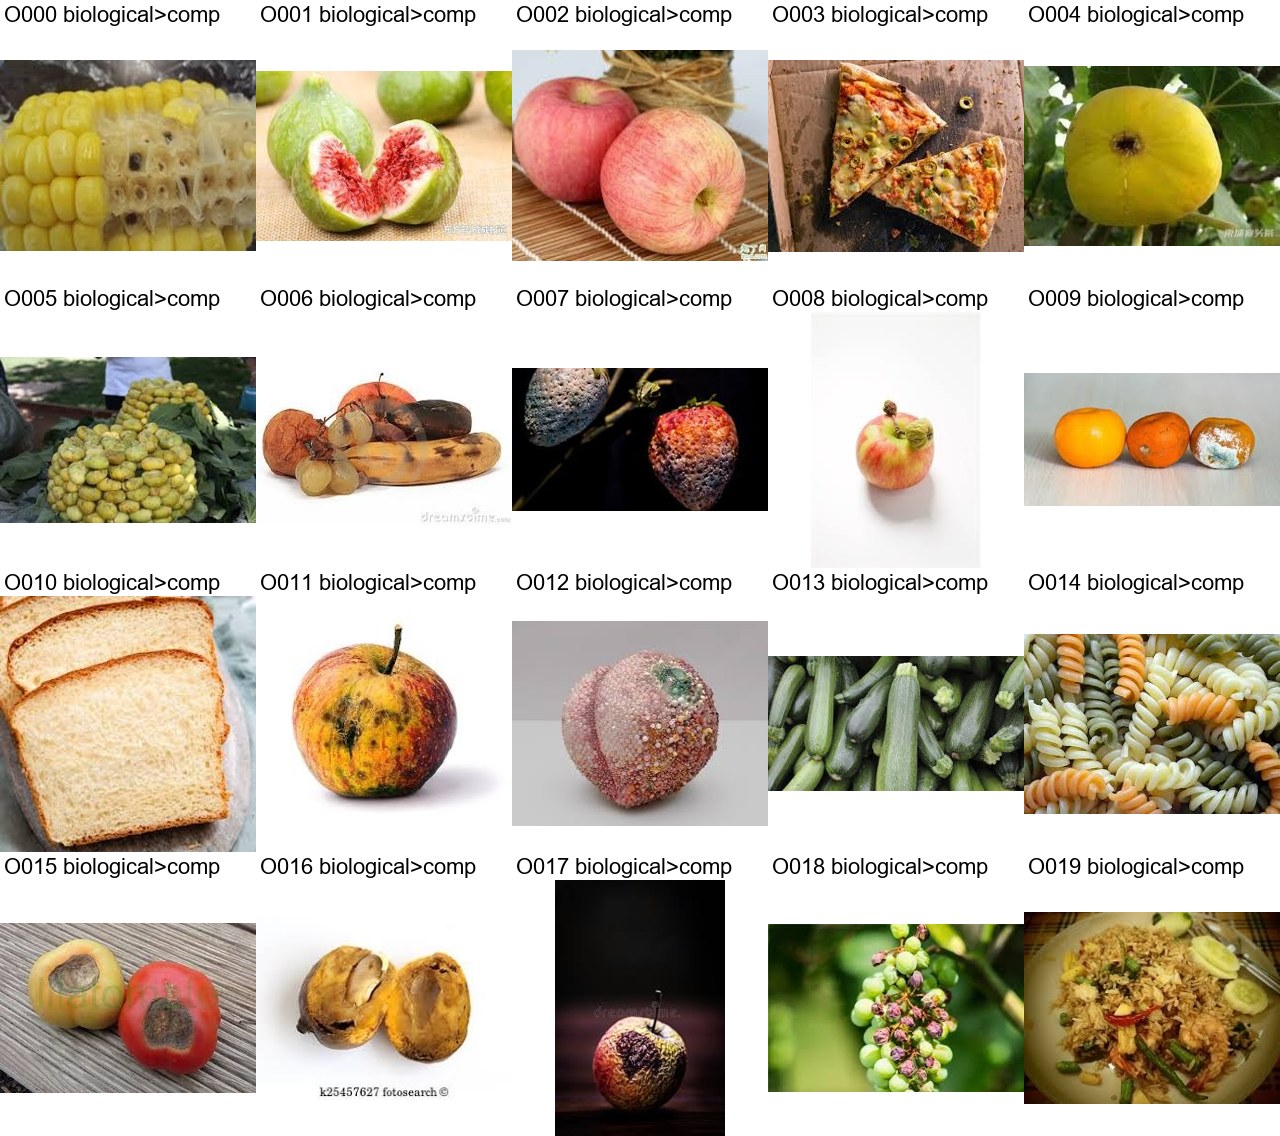 O000 biological>comp
O001 biological>comp
O002 biological>comp
O003 biological>comp
O004 biological>comp
O005 biological>comp
O006 biological>comp
O007 biological>comp
O008 biological>comp
O009 biological>comp
dreamstime.com
O010 biological>comp
O011 biological>comp
O012 biological>comp
O013 biological>comp
O014 biological>comp
O015 biological>comp
O016 biological>comp
O017 biological>comp
O018 biological>comp
O019 biological>comp
dreamstime.
k25457627 fotosearch ©